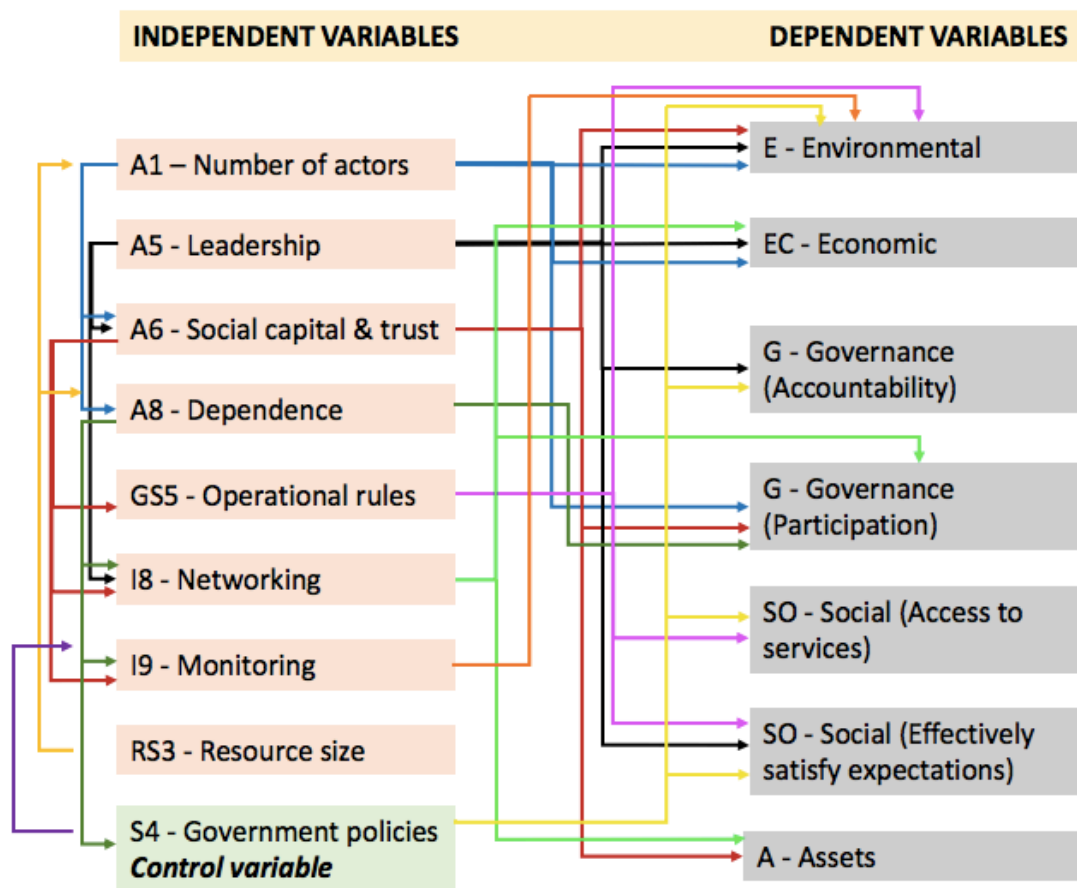 INDEPENDENT VARIABLES
A1 – Number of actors
A5 - Leadership
A6 - Social capital & trust
A8 - Dependence
GS5 - Operational rules
I8 - Networking
I9 - Monitoring
RS3 - Resource size
S4 - Government policies
Control variable
DEPENDENT VARIABLES
E - Environmental
EC - Economic
G - Governance
(Accountability)
G - Governance
(Participation)
SO - Social (Access to
services)
SO - Social (Effectively
satisfy expectations)
A - Assets